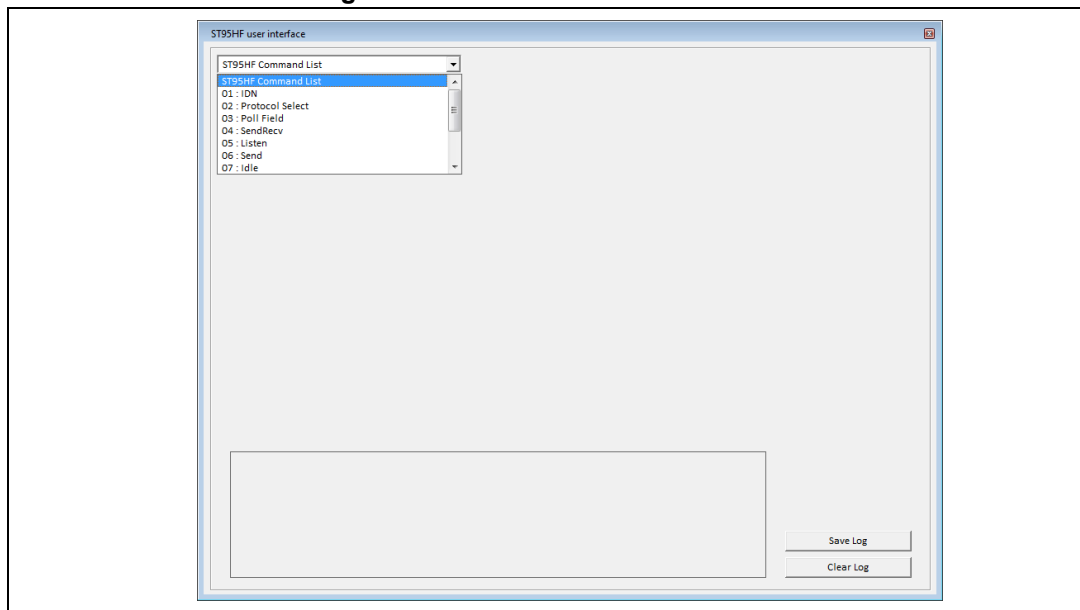 ST95HF user interface
ST95HF Command List
ST95HF Command List
01 : IDN
02 : Protocol Select
03 : Poll Field
04 : SendRecv
05 : Listen
06 : Send
07 : Idle
Save Log
Clear Log